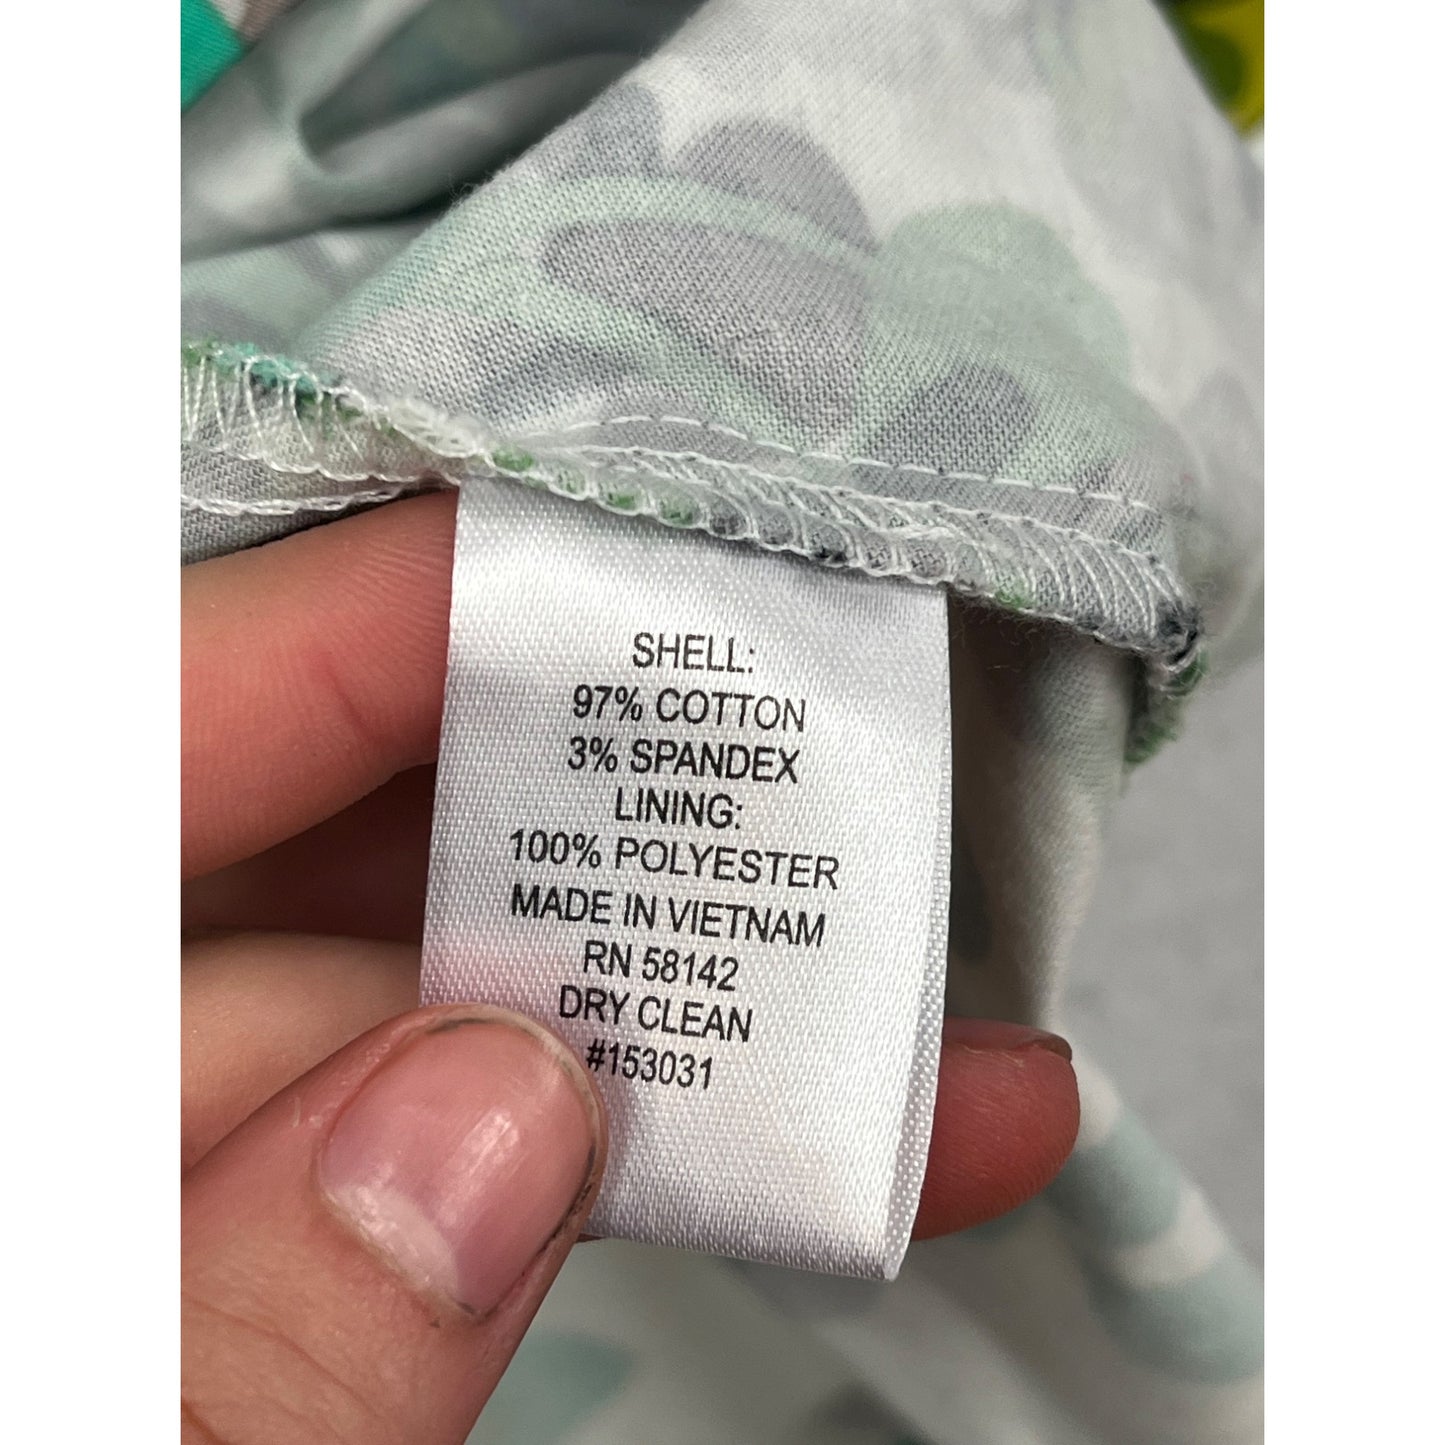 SHELL:
97% COTTON
3% SPANDEX
LINING:
100% POLYESTER
MADE IN VIETNAM
RN 58142
DRY CLEAN
#153031